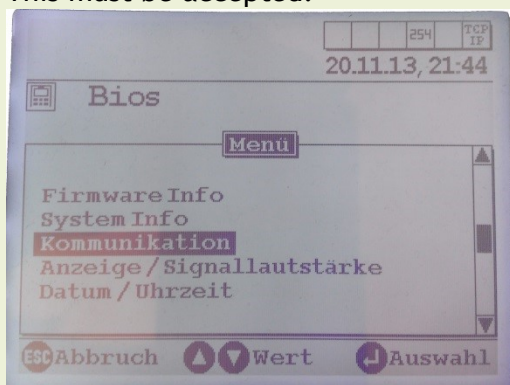 This must be accepted.
254 TCP IP
20.11.13, 21:44
Bios
Menü
Firmware Info
System Info
Kommunikation
Anzeige/Signallautstärke
Datum/Uhrzeit
ESC Abbruch Wert Auswahl